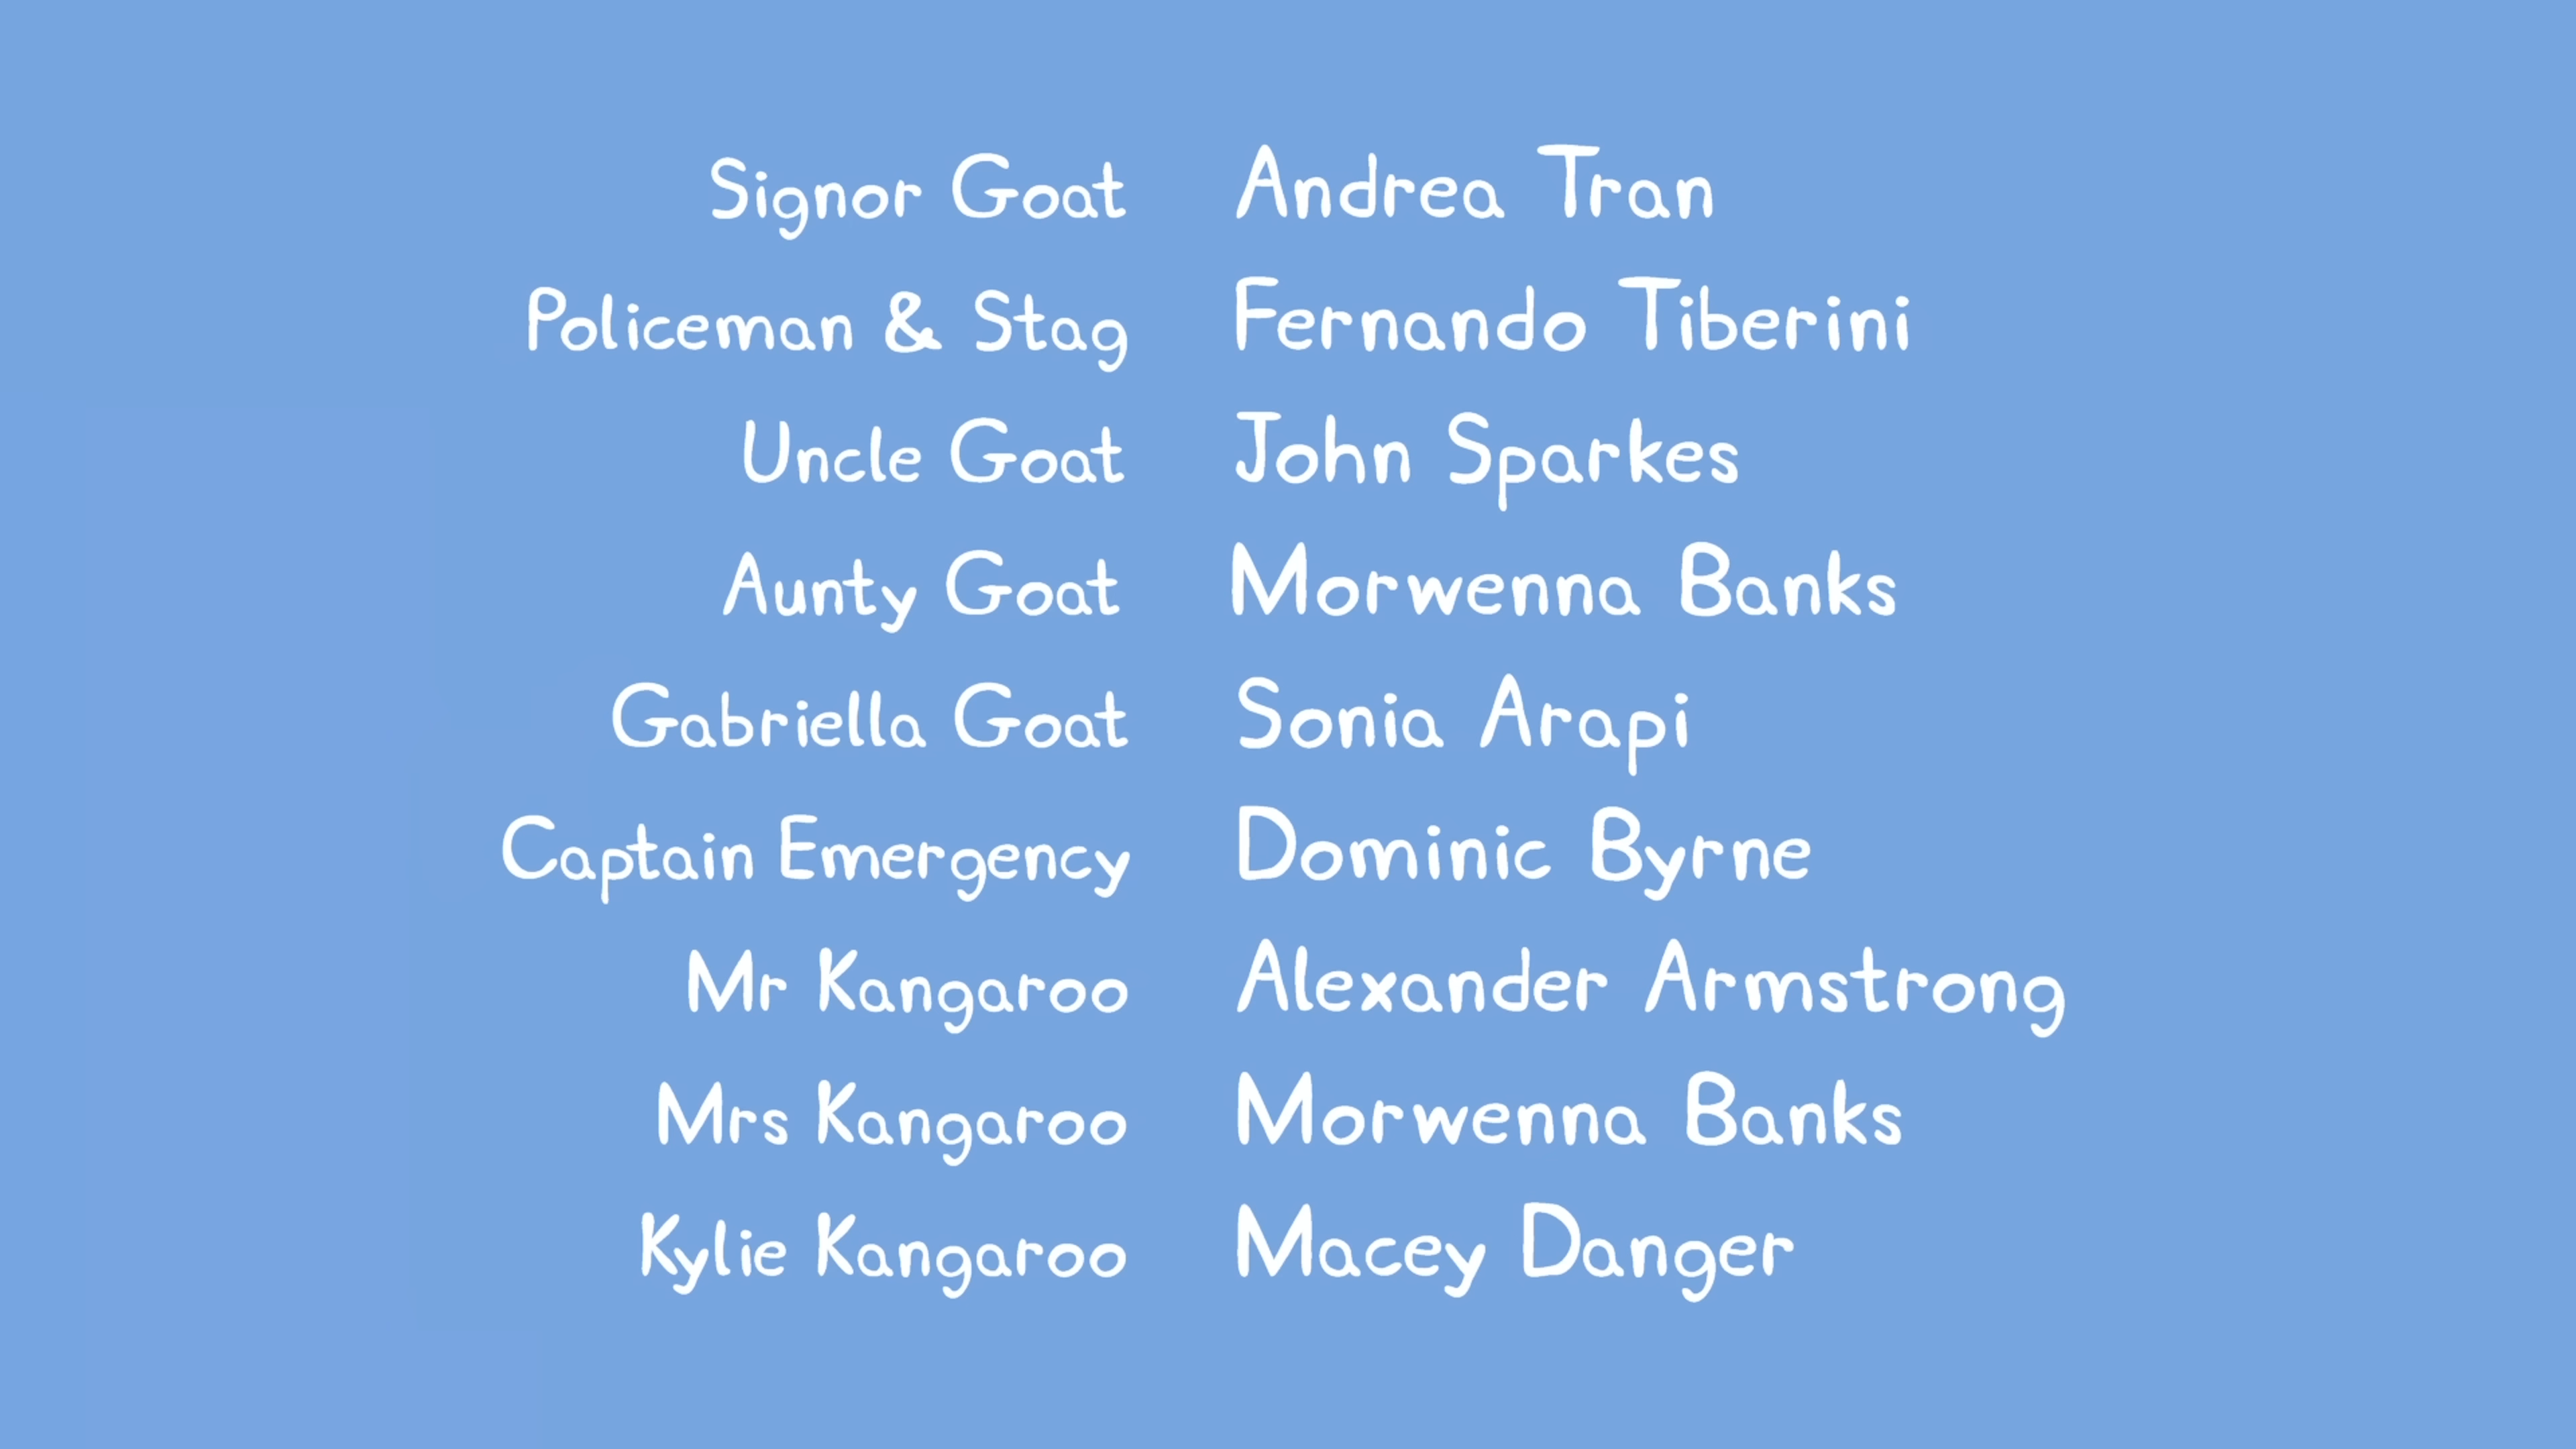 Signor Goat Andrea Tran
Policeman & Stag Fernando Tiberini
Uncle Goat John Sparkes
Aunty Goat Morwenna Banks
Gabriella Goat Sonia Arapi
Captain Emergency Dominic Byrne
Mr Kangaroo Alexander Armstrong
Mrs Kangaroo Morwenna Banks
Kylie Kangaroo Macey Danger